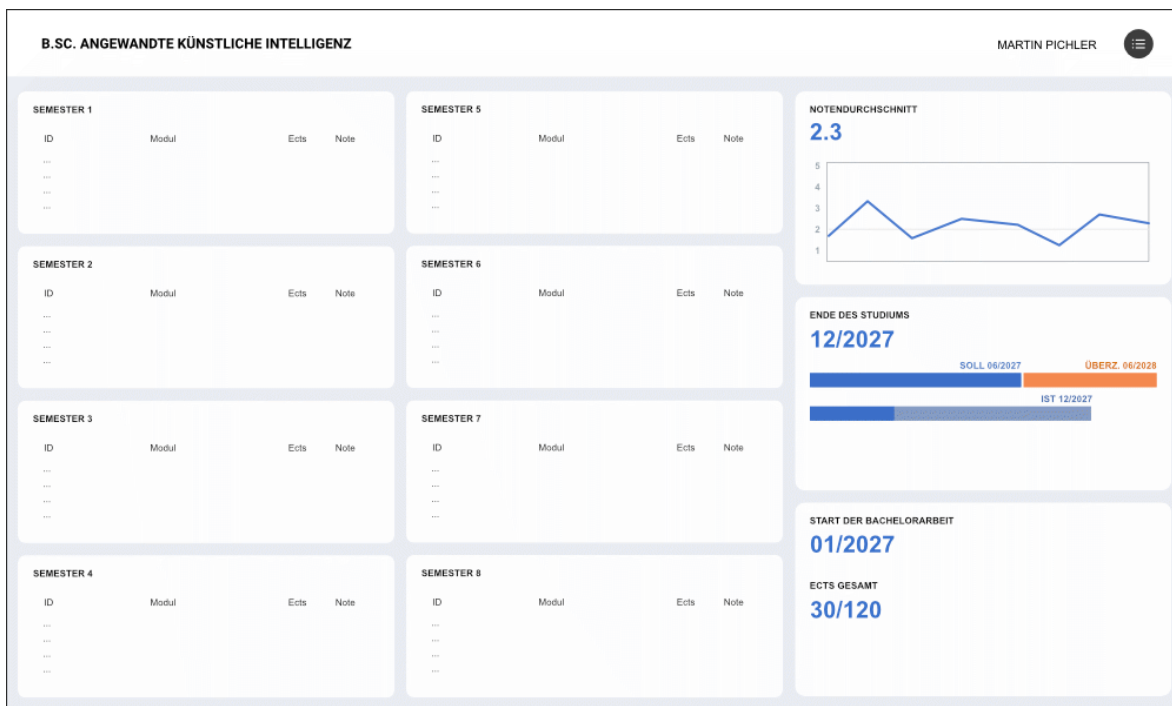 B.SC. ANGEWANDTE KÜNSTLICHE INTELLIGENZ
MARTIN PICHLER
SEMESTER 1
ID Modul Ects Note
...
...
...
...
SEMESTER 2
ID Modul Ects Note
...
...
...
...
SEMESTER 3
ID Modul Ects Note
...
...
...
...
SEMESTER 4
ID Modul Ects Note
...
...
...
...
SEMESTER 5
ID Modul Ects Note
...
...
...
...
SEMESTER 6
ID Modul Ects Note
...
...
...
...
SEMESTER 7
ID Modul Ects Note
...
...
...
...
SEMESTER 8
ID Modul Ects Note
...
...
...
...
NOTENDURCHSCHNITT
2.3
5
4
3
2
1
ENDE DES STUDIUMS
12/2027
SOLL 06/2027 ÜBERZ. 06/2028
IST 12/2027
START DER BACHELORARBEIT
01/2027
ECTS GESAMT
30/120